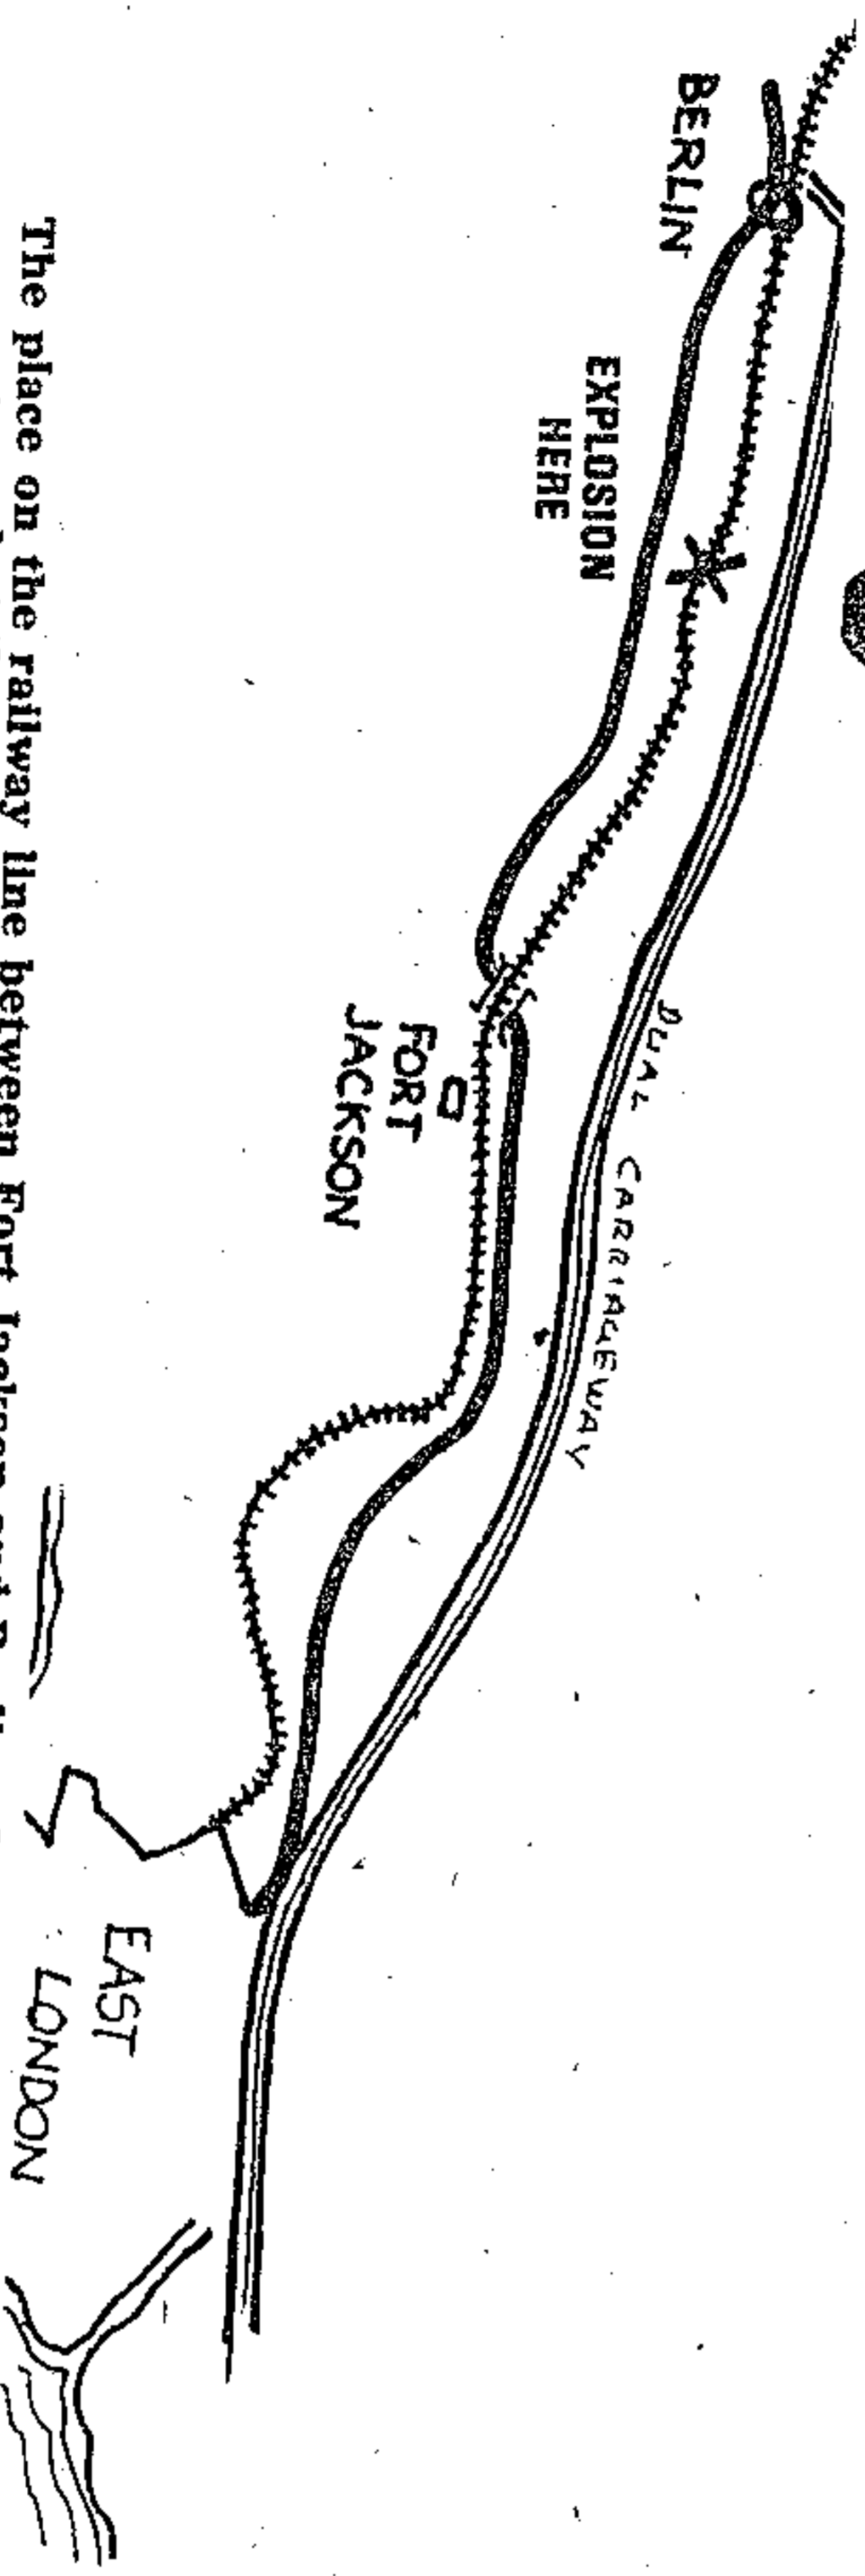 BERLIN
EXPLOSION
HERE
DUAL CARRIAGEWAY
FORT
JACKSON
EAST
LONDON
The place on the railway line between Fort Jackson and